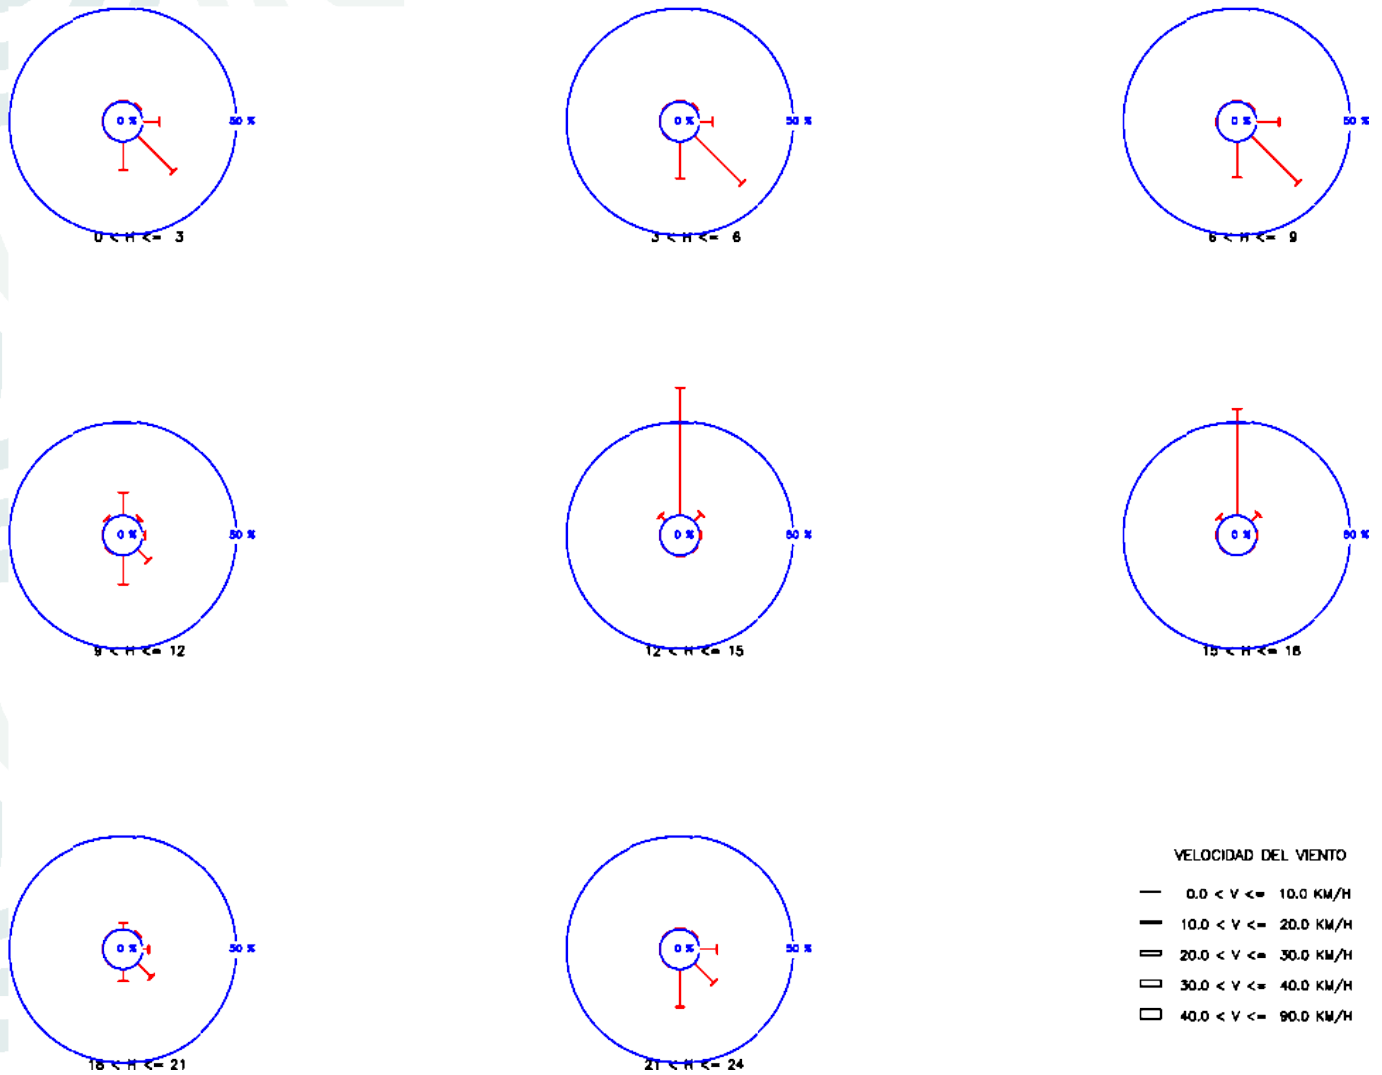 0 % 50 %
0 < H <= 3
0 % 50 %
3 < H <= 6
0 % 50 %
6 < H <= 9
0 % 50 %
9 < H <= 12
0 % 50 %
12 < H <= 15
0 % 50 %
15 < H <= 18
0 % 50 %
18 < H <= 21
0 % 50 %
21 < H <= 24
VELOCIDAD DEL VIENTO
0.0 < V <= 10.0 KM/H
10.0 < V <= 20.0 KM/H
20.0 < V <= 30.0 KM/H
30.0 < V <= 40.0 KM/H
40.0 < V <= 90.0 KM/H